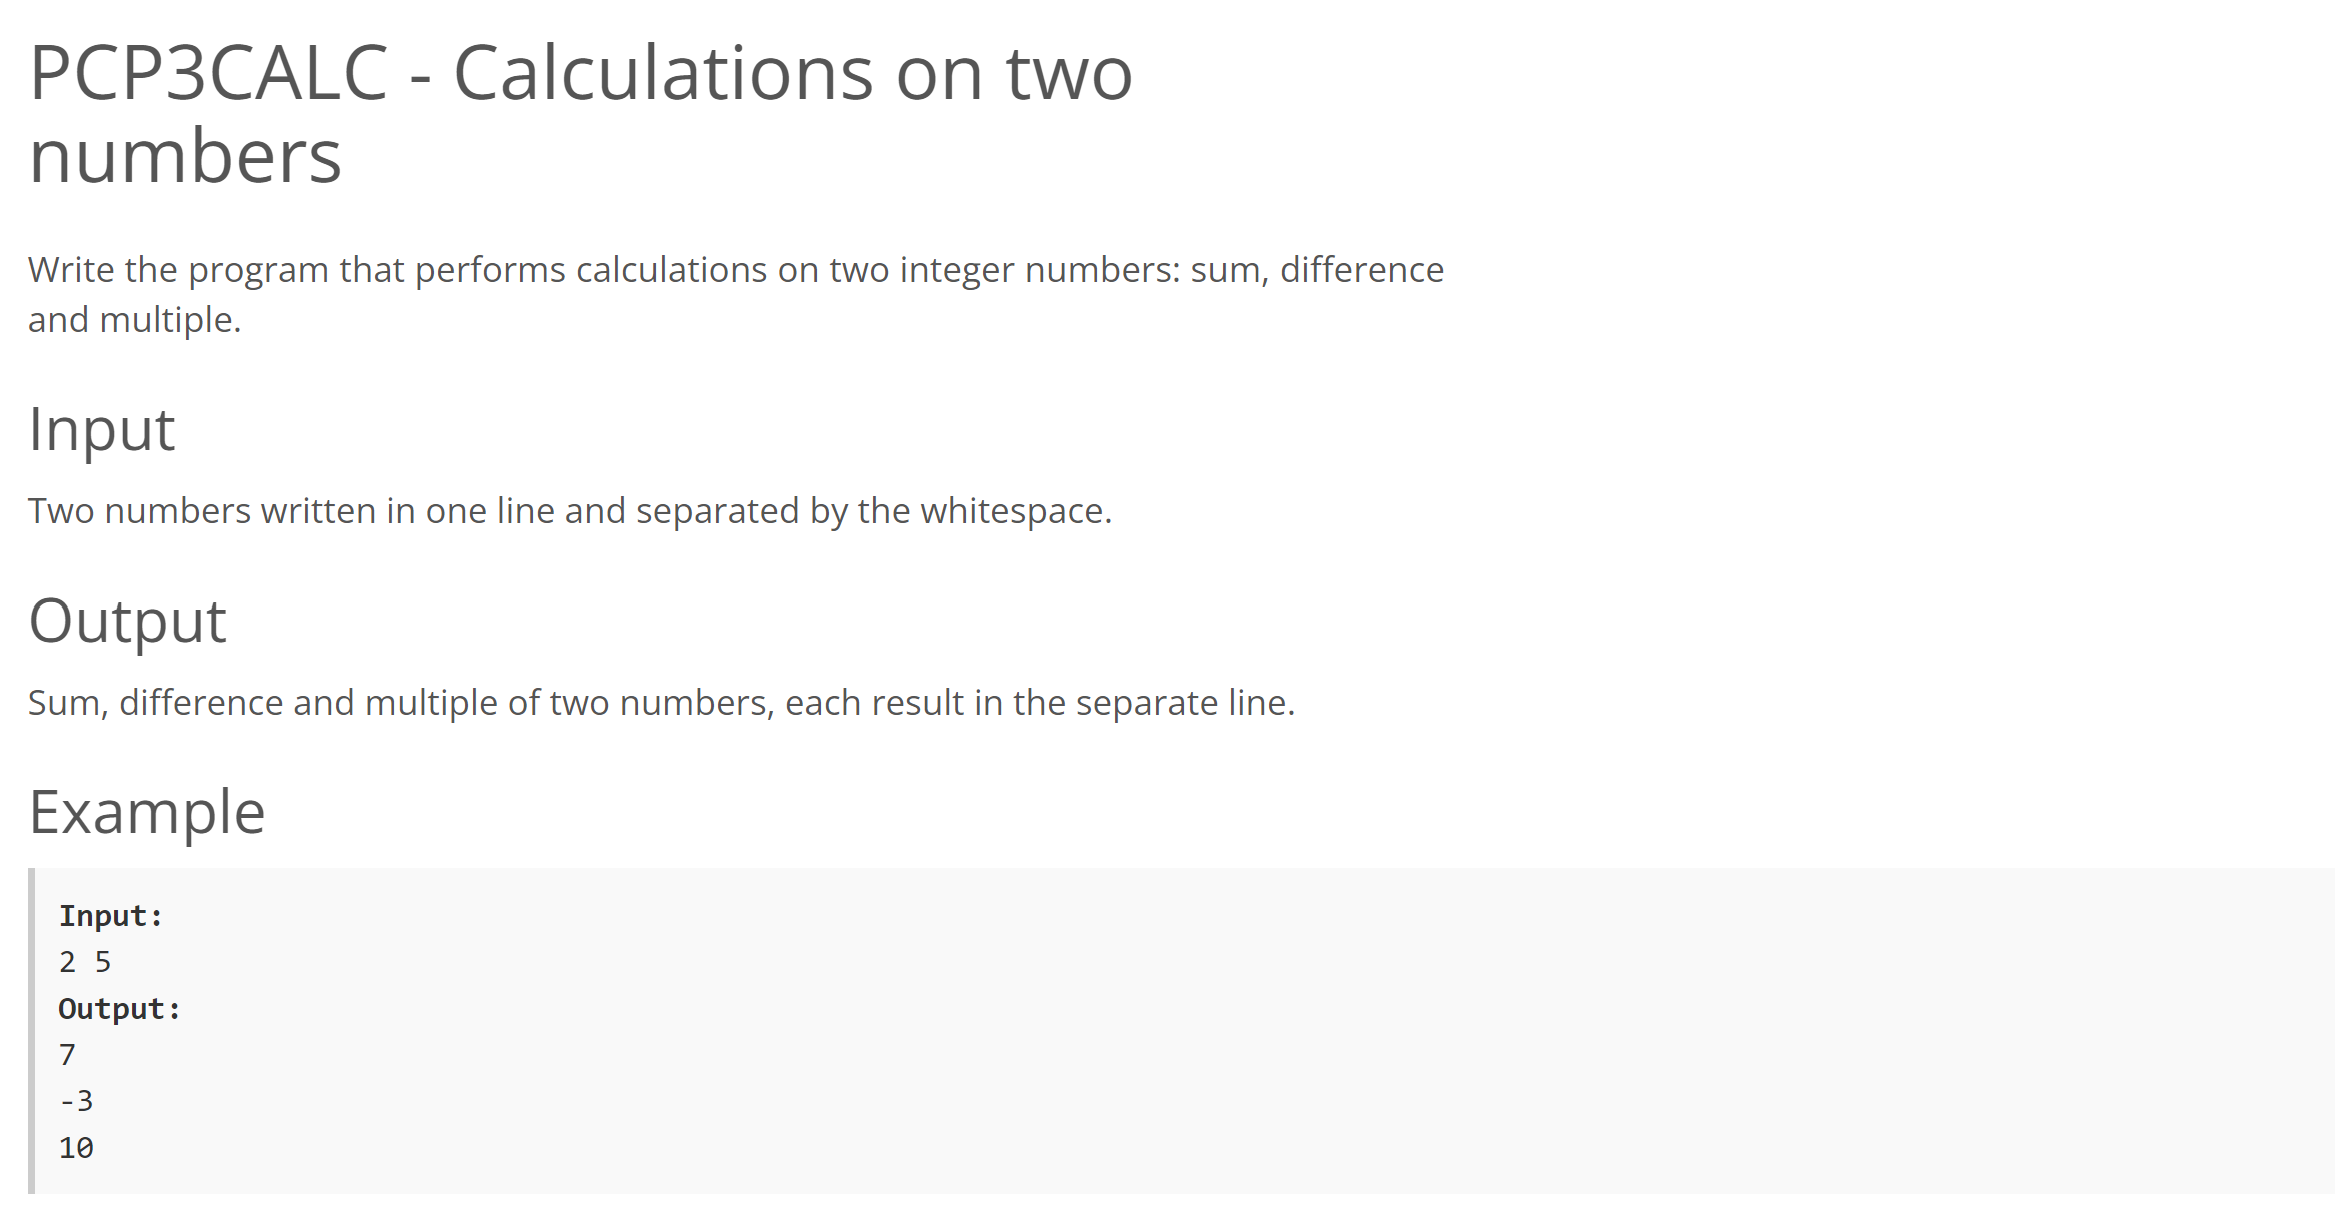 PCP3CALC - Calculations on two
numbers
Write the program that performs calculations on two integer numbers: sum, difference
and multiple.
Input
Two numbers written in one line and separated by the whitespace.
Output
Sum, difference and multiple of two numbers, each result in the separate line.
Example
Input:
2 5
Output:
7
-3
10